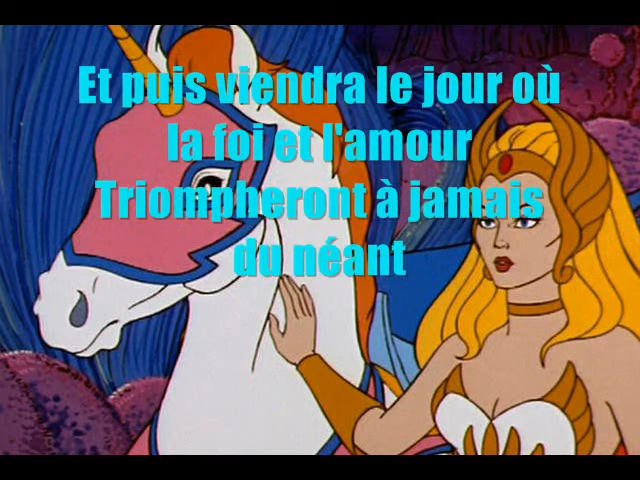 Et puis viendra le jour où
la foi et l'amour
Triompheront à jamais
du néant